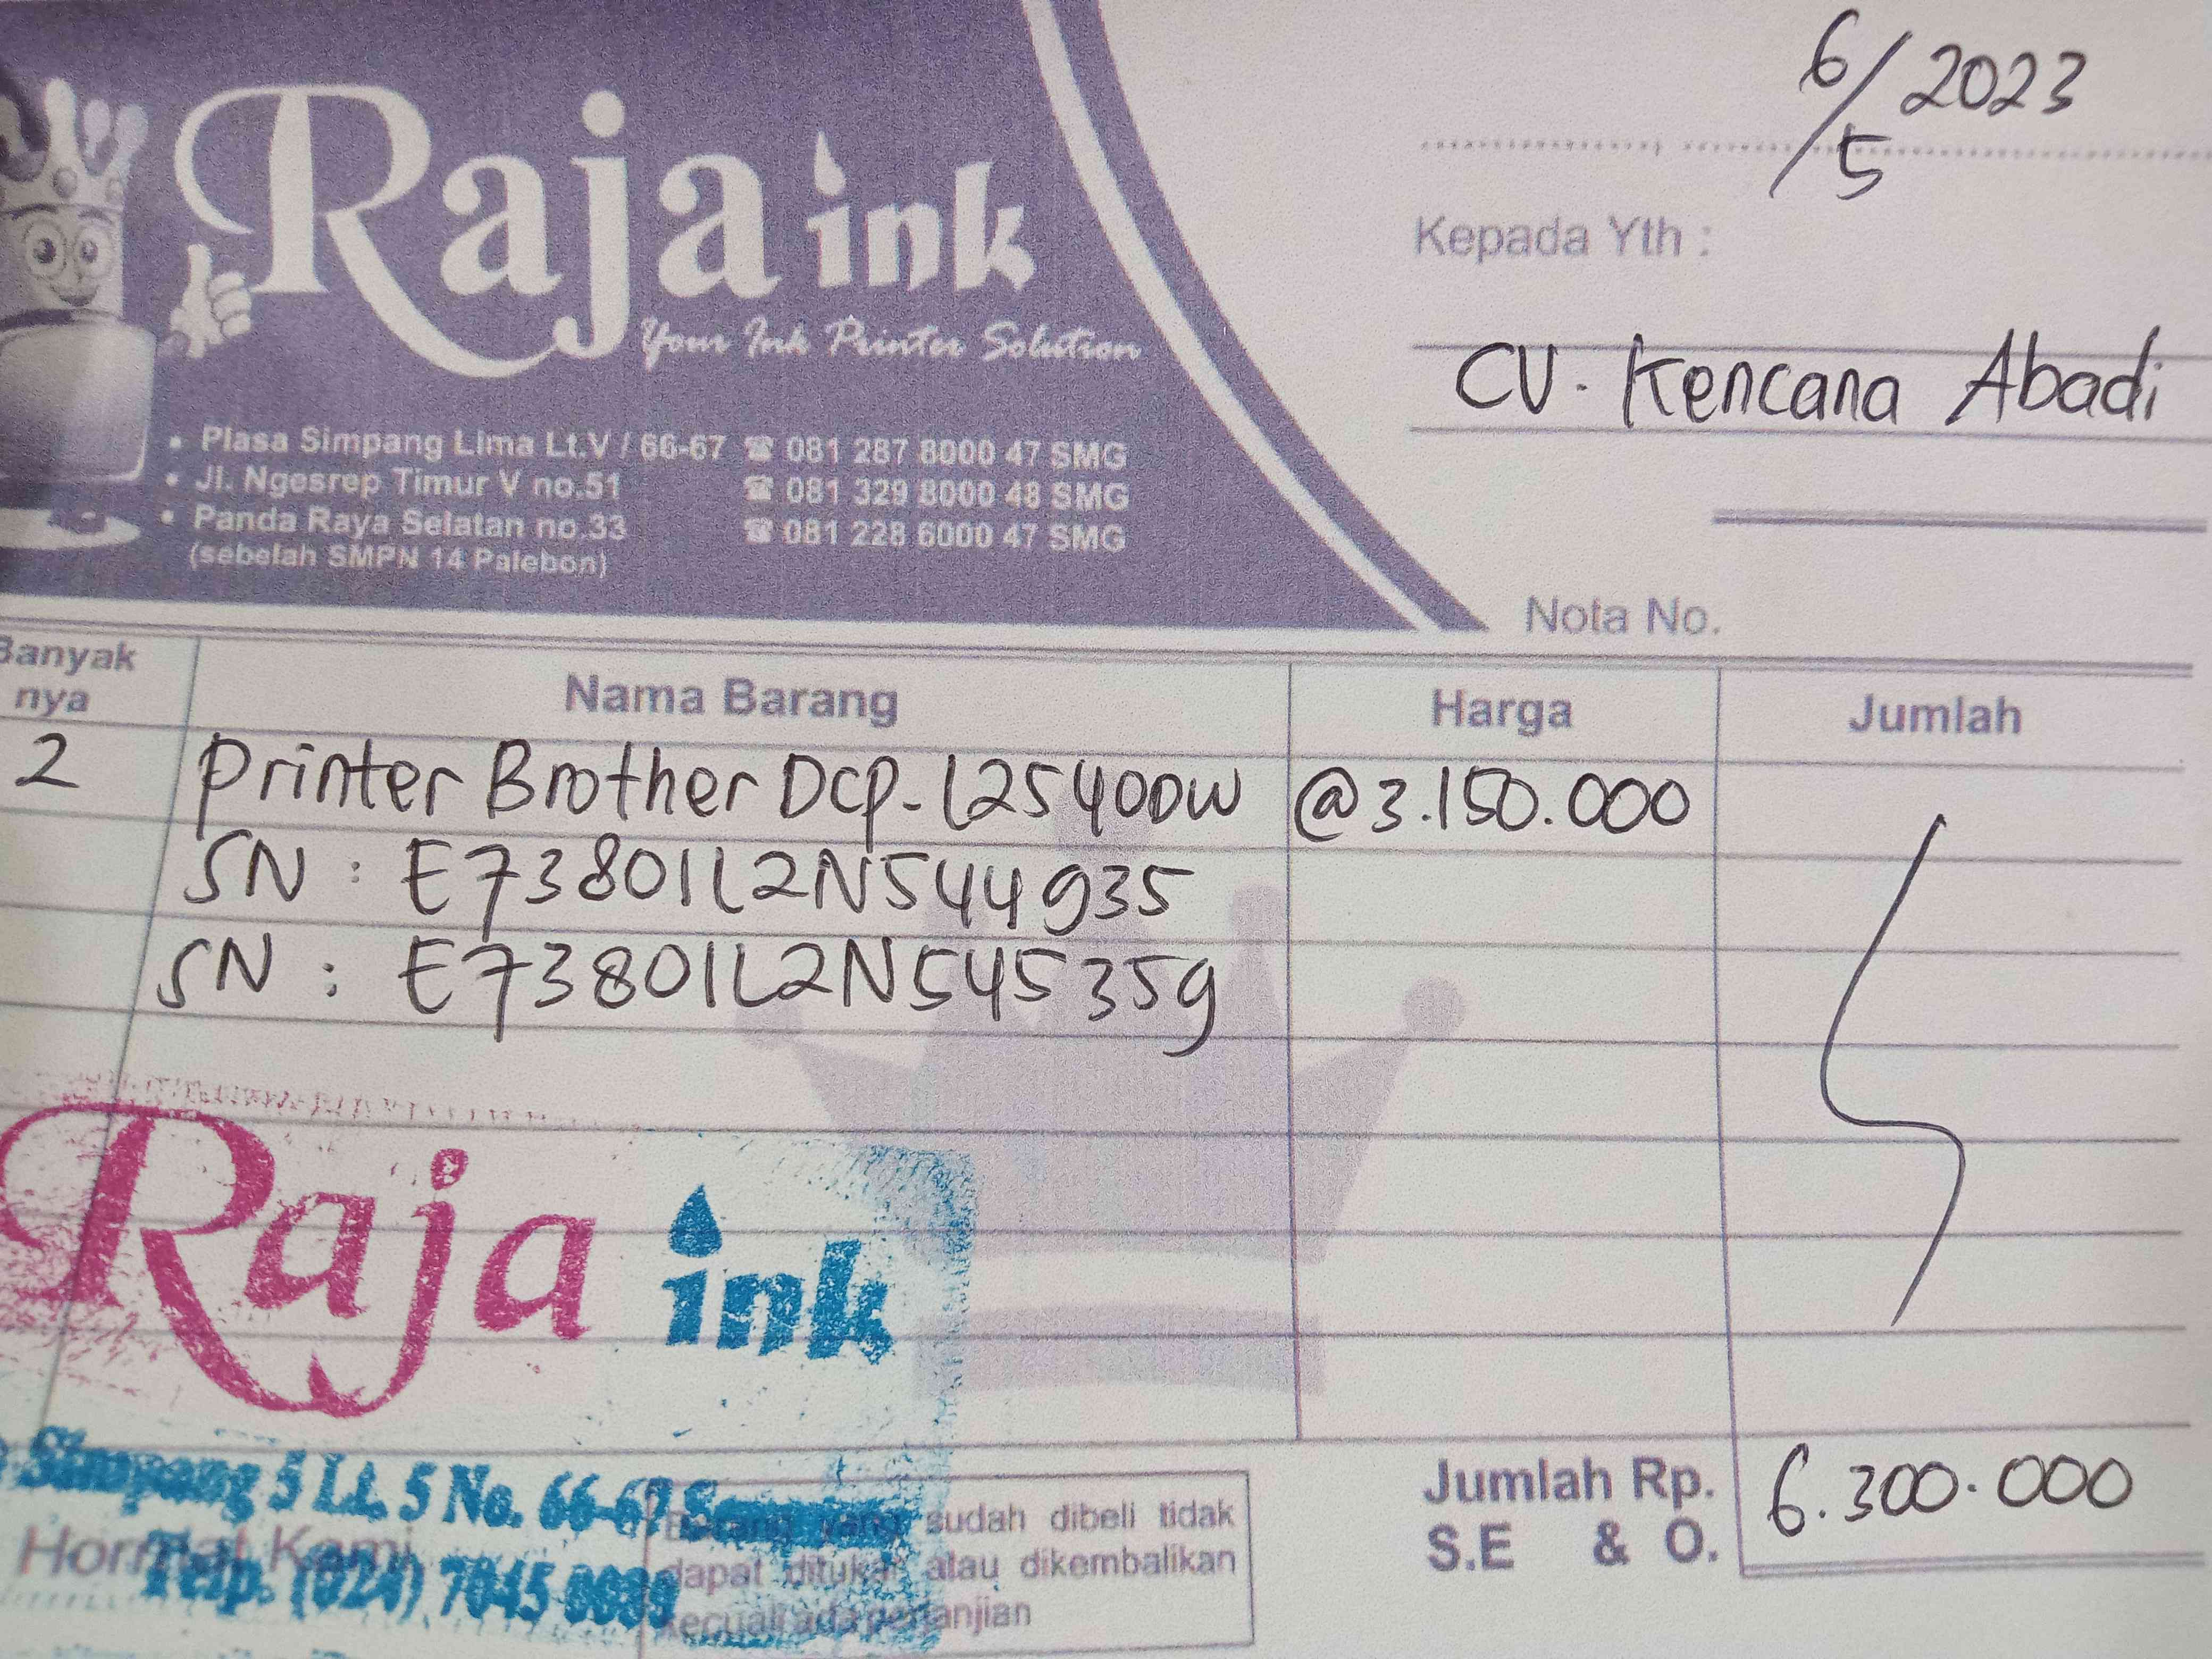 Raja ink
Your Ink Printer Solution
• Plasa Simpang Lima Lt.V / 66-67 ☎ 081 287 8000 47 SMG
• Jl. Ngesrep Timur V no.51 ☎ 081 329 8000 48 SMG
• Panda Raya Selatan no.33 ☎ 081 228 6000 47 SMG
(sebelah SMPN 14 Palebon)
6/5 2023
Kepada Yth :
CV. Kencana Abadi
Nota No.
Banyak nya Nama Barang Harga Jumlah
2 Printer Brother Dcp-L2540DW @3.150.000
SN : E73801L2N544935
SN : E73801L2N545359
Raja ink
Simpang 5 Lt. 5 No. 66-67
Telp. (024) 7045
Hormat Kami
Barang yang sudah dibeli tidak
dapat ditukar atau dikembalikan
kecuali ada perjanjian
Jumlah Rp. 6.300.000
S.E & O.